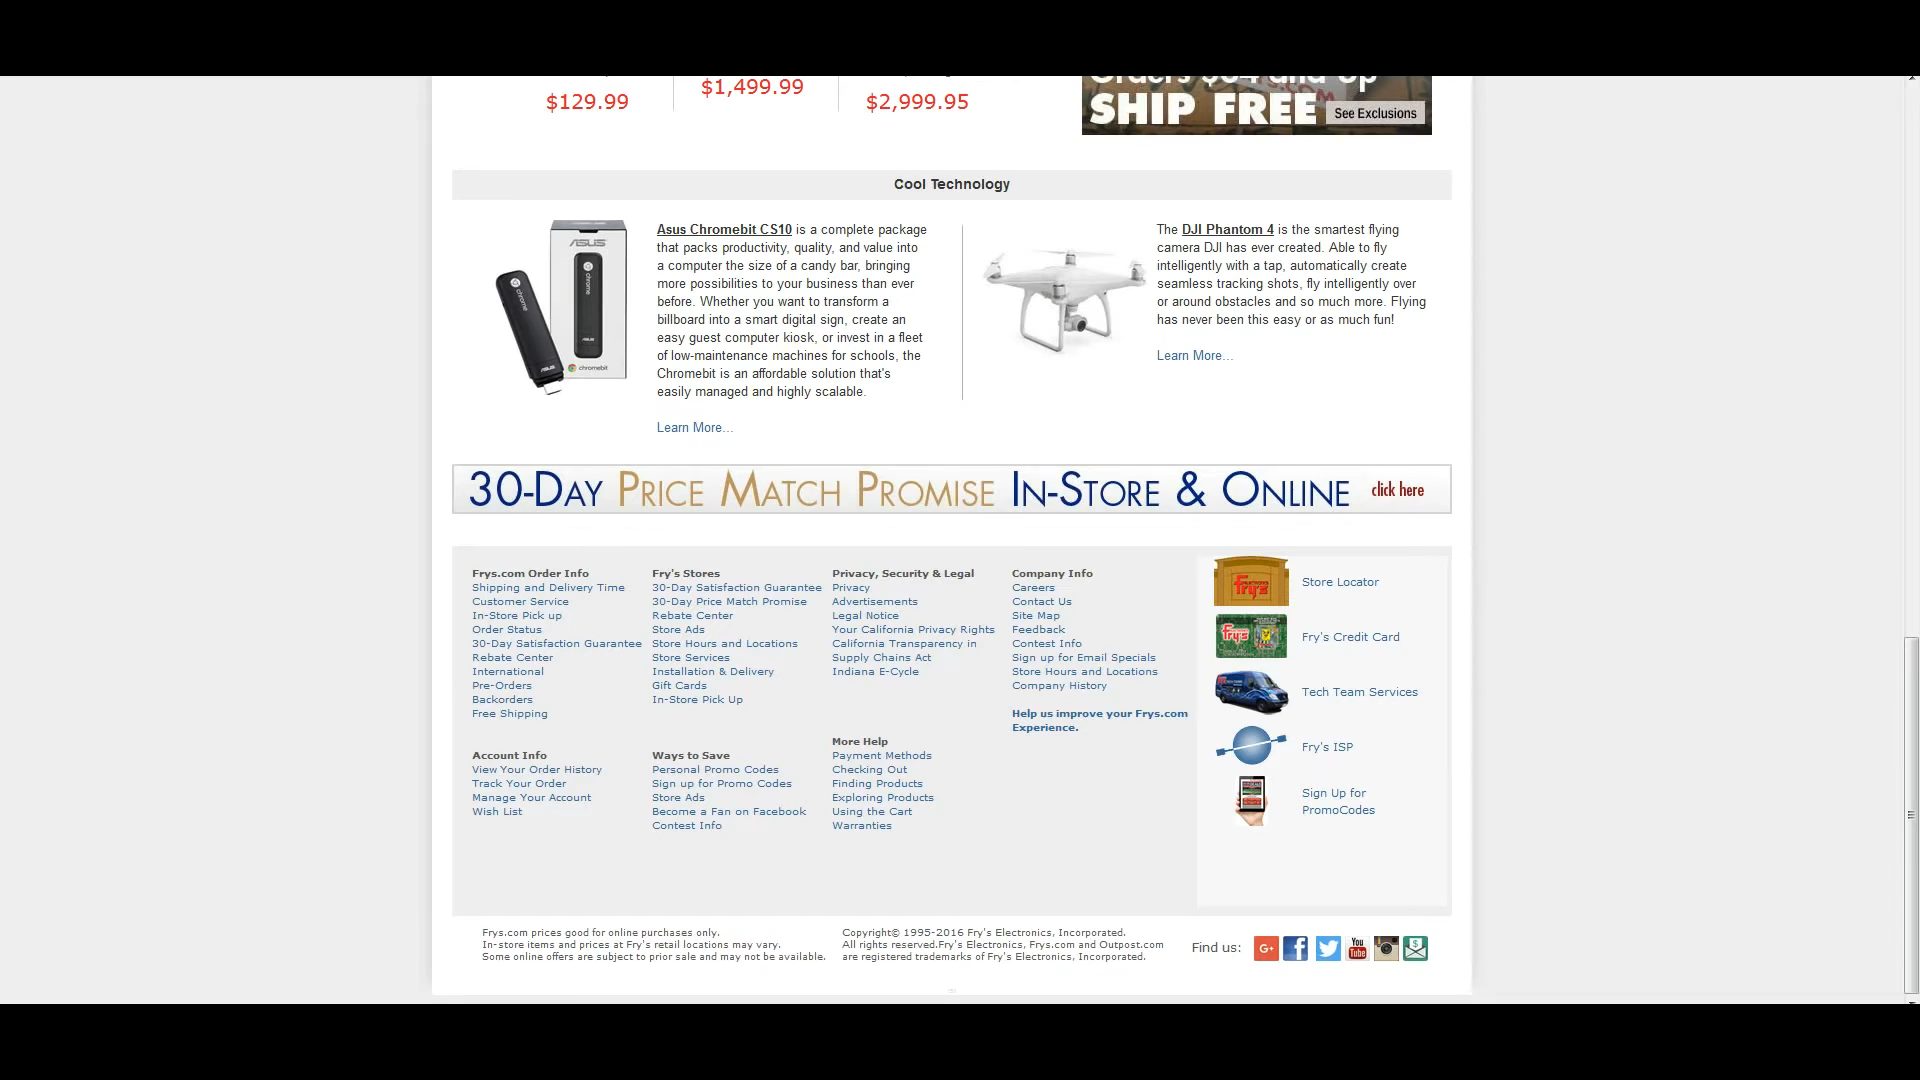 $129.99
$1,499.99
$2,999.95
Orders $34 and Up
SHIP FREE
See Exclusions
Cool Technology
ASUS
chrome
chrome
ASUS
ASUS
chromebit
Asus Chromebit CS10 is a complete package
that packs productivity, quality, and value into
a computer the size of a candy bar, bringing
more possibilities to your business than ever
before. Whether you want to transform a
billboard into a smart digital sign, create an
easy guest computer kiosk, or invest in a fleet
of low-maintenance machines for schools, the
Chromebit is an affordable solution that's
easily managed and highly scalable.
Learn More...
The DJI Phantom 4 is the smartest flying
camera DJI has ever created. Able to fly
intelligently with a tap, automatically create
seamless tracking shots, fly intelligently over
or around obstacles and so much more. Flying
has never been this easy or as much fun!
Learn More...
30-Day Price Match Promise In-Store & Online click here
Frys.com Order Info
Shipping and Delivery Time
Customer Service
In-Store Pick up
Order Status
30-Day Satisfaction Guarantee
Rebate Center
International
Pre-Orders
Backorders
Free Shipping
Account Info
View Your Order History
Track Your Order
Manage Your Account
Wish List
Fry's Stores
30-Day Satisfaction Guarantee
30-Day Price Match Promise
Rebate Center
Store Ads
Store Hours and Locations
Store Services
Installation & Delivery
Gift Cards
In-Store Pick Up
Ways to Save
Personal Promo Codes
Sign up for Promo Codes
Store Ads
Become a Fan on Facebook
Contest Info
Privacy, Security & Legal
Privacy
Advertisements
Legal Notice
Your California Privacy Rights
California Transparency in
Supply Chains Act
Indiana E-Cycle
More Help
Payment Methods
Checking Out
Finding Products
Exploring Products
Using the Cart
Warranties
Company Info
Careers
Contact Us
Site Map
Feedback
Contest Info
Sign up for Email Specials
Store Hours and Locations
Company History
Help us improve your Frys.com
Experience.
Fry's
Store Locator
Fry's
Fry's Credit Card
Tech Team Services
Fry's ISP
Sign Up for
PromoCodes
Frys.com prices good for online purchases only.
In-store items and prices at Fry's retail locations may vary.
Some online offers are subject to prior sale and may not be available.
Copyright© 1995-2016 Fry's Electronics, Incorporated.
All rights reserved.Fry's Electronics, Frys.com and Outpost.com
are registered trademarks of Fry's Electronics, Incorporated.
Find us:
G+
You
Tube